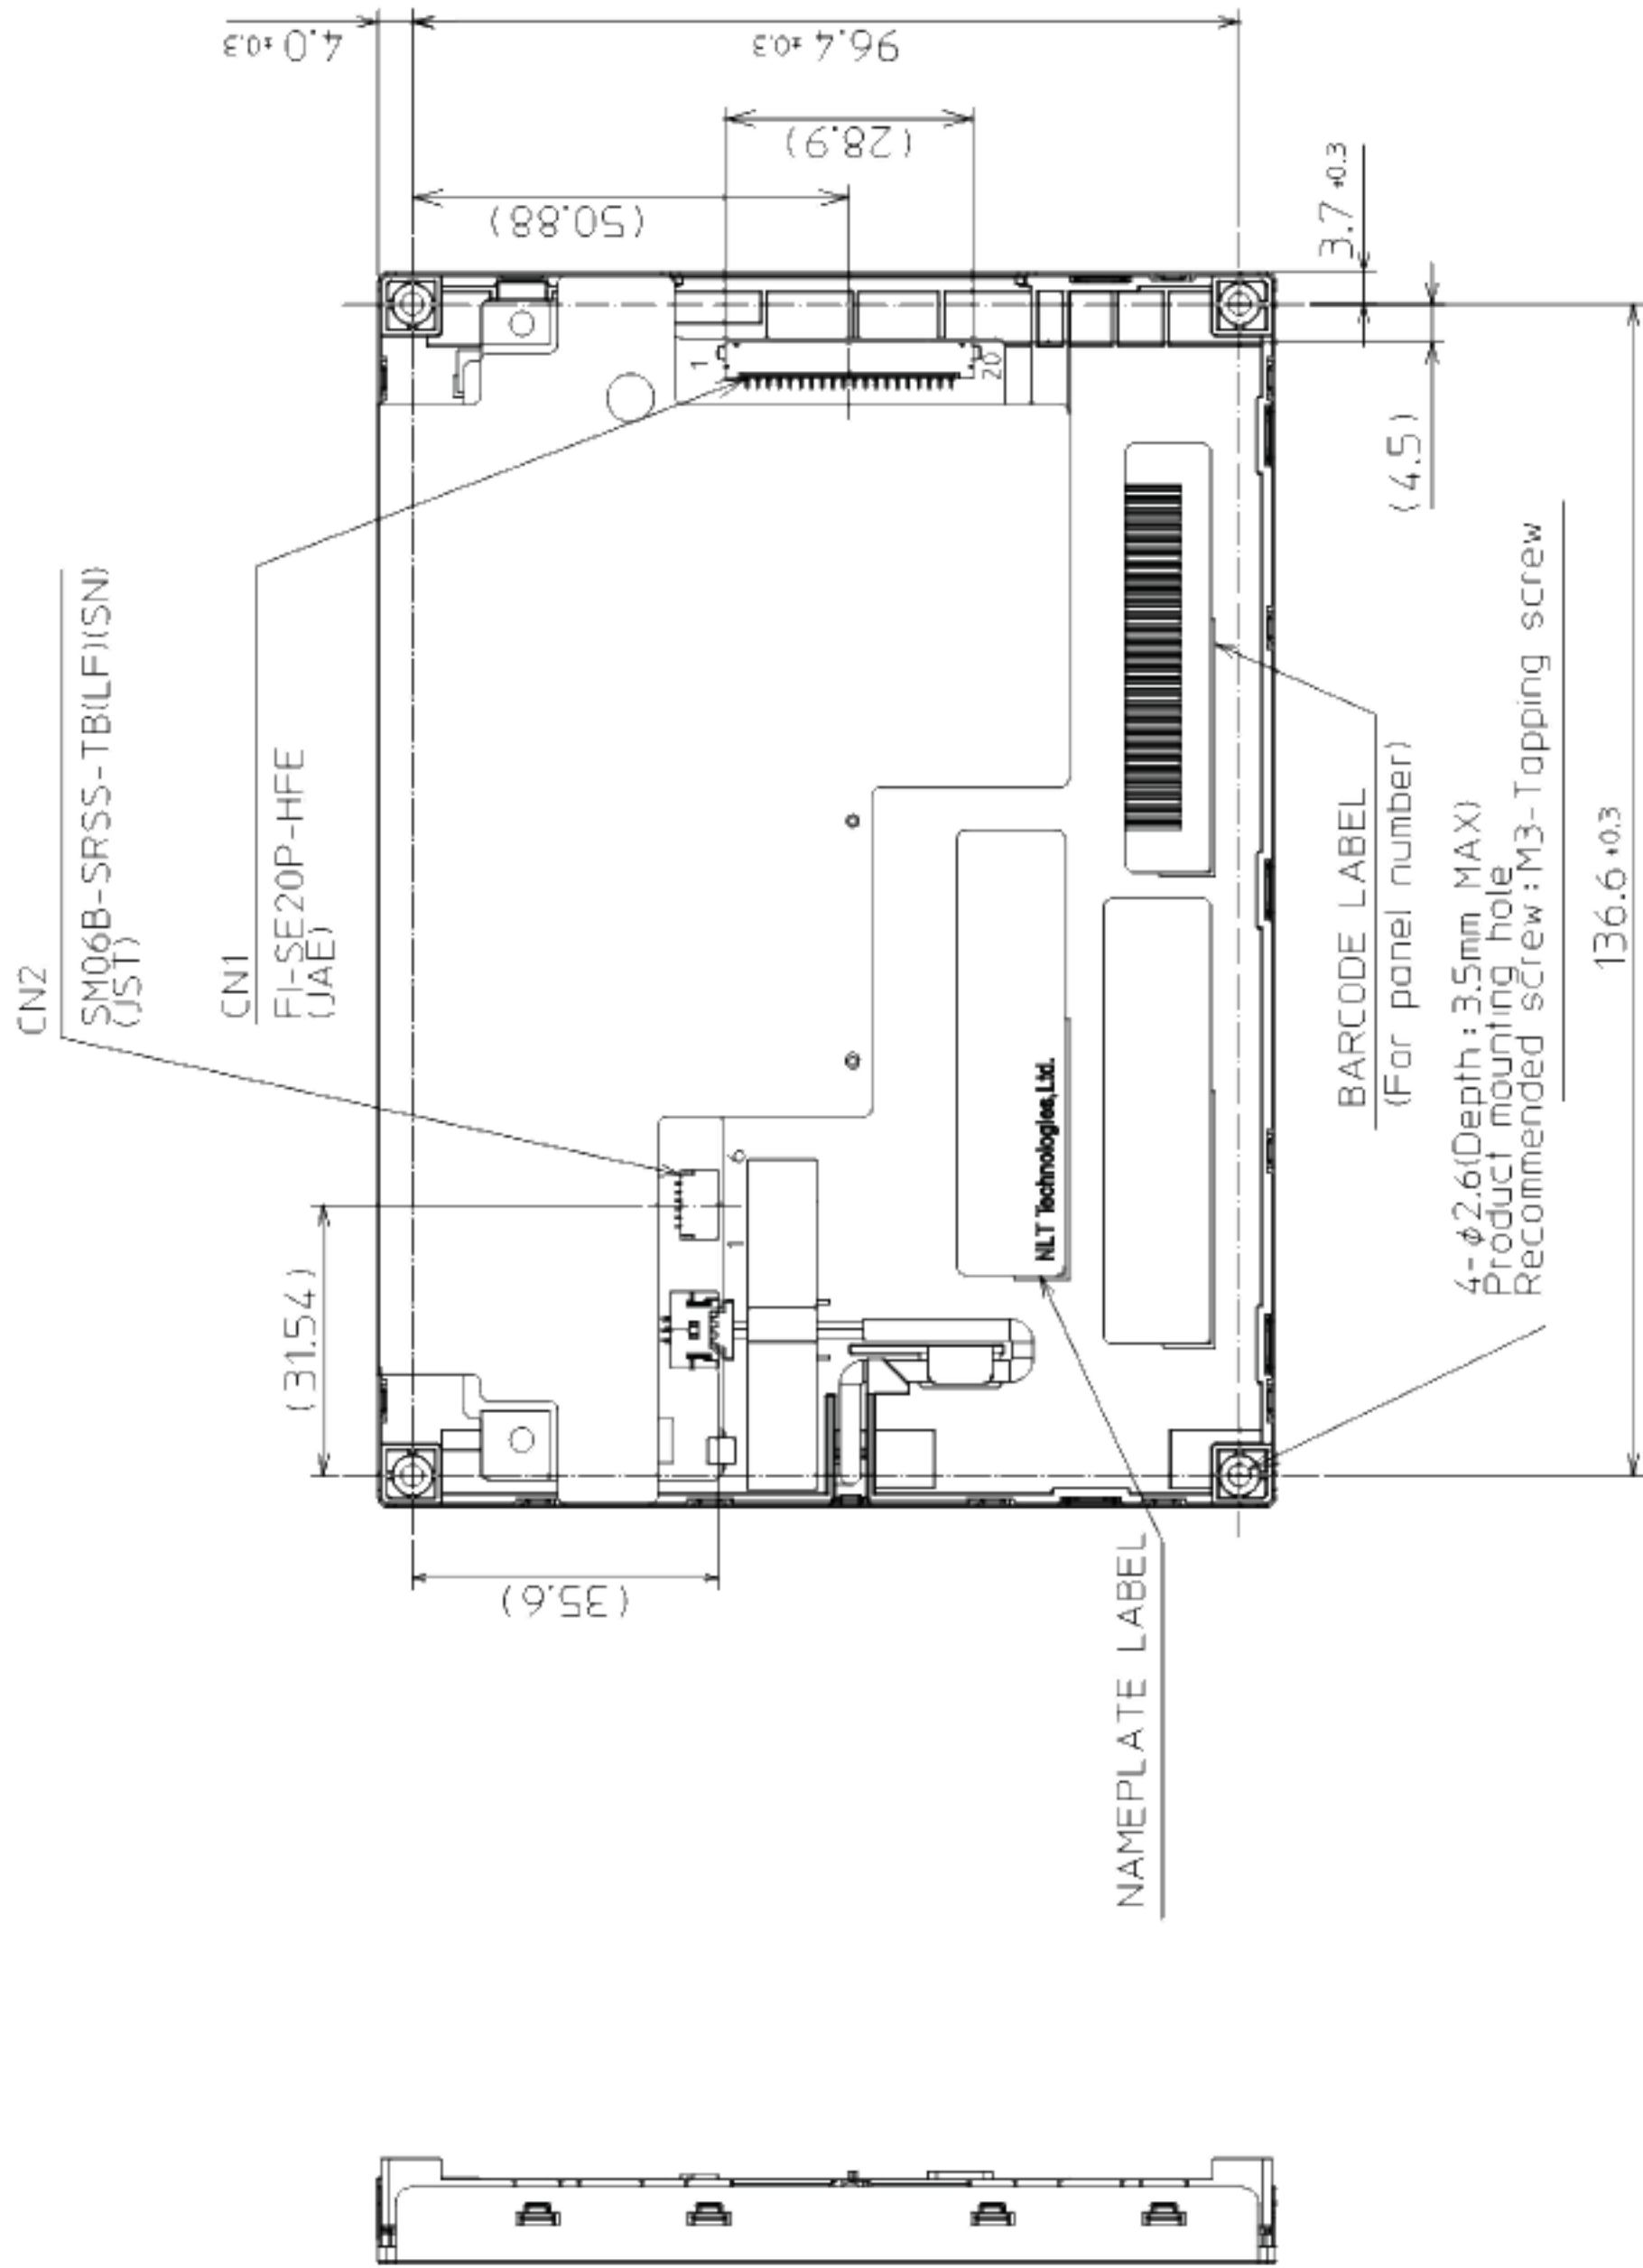 CN2
SM06B-SRSS-TB(LF)(SN)
(JST)
CN1
FI-SE20P-HFE
(JAE)
4.0 ±0.3
96.4 ±0.3
(28.9)
(50.88)
3.7 ±0.3
(4.5)
136.6 ±0.3
(31.54)
(35.6)
1
20
1
6
NLT Technologies,Ltd.
NAMEPLATE LABEL
BARCODE LABEL
(For panel number)
4-φ2.6(Depth:3.5mm MAX)
Product mounting hole
Recommended screw:M3-Tapping screw